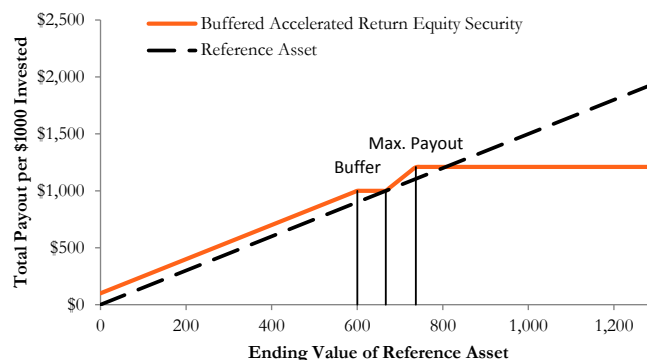 $2,500
Buffered Accelerated Return Equity Security
Reference Asset
$2,000
$1,500
Max. Payout
Buffer
$1,000
$500
$0
0 200 400 600 800 1,000 1,200
Total Payout per $1000 Invested
Ending Value of Reference Asset